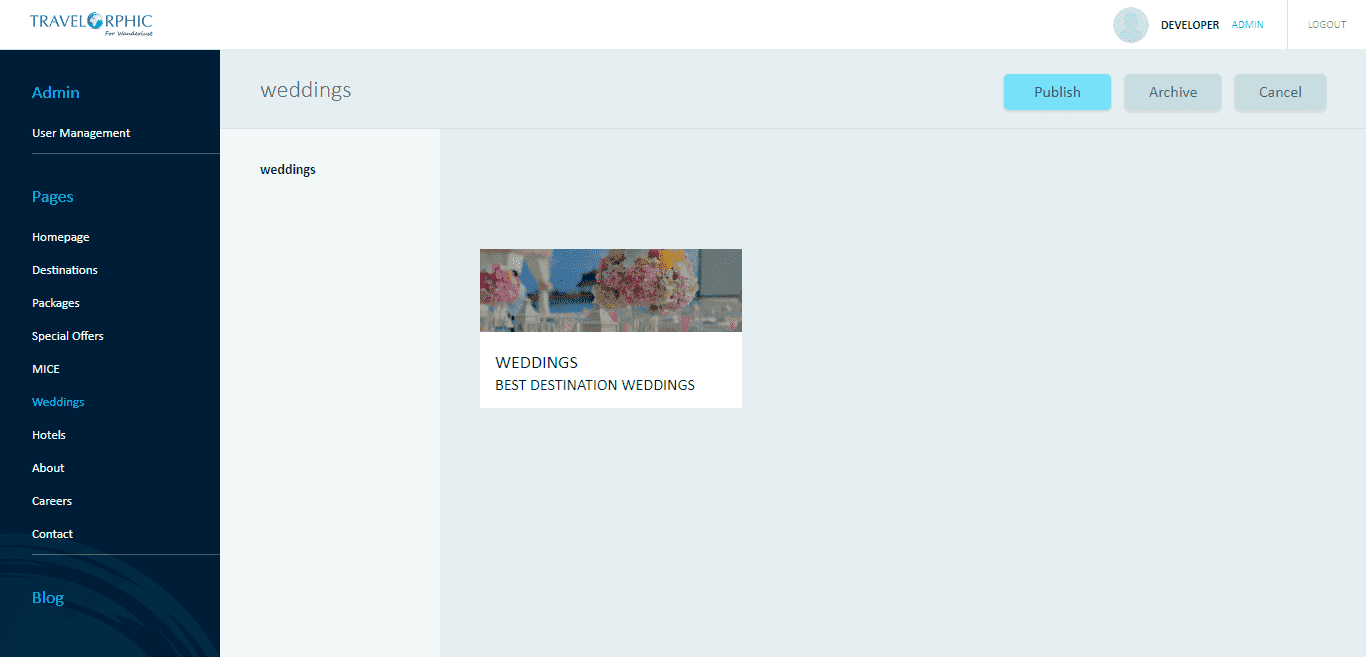 TRAVELORPHIC
For Wanderlust
DEVELOPER ADMIN
LOGOUT
Admin
User Management
Pages
Homepage
Destinations
Packages
Special Offers
MICE
Weddings
Hotels
About
Careers
Contact
Blog
weddings
Publish
Archive
Cancel
weddings
WEDDINGS
BEST DESTINATION WEDDINGS